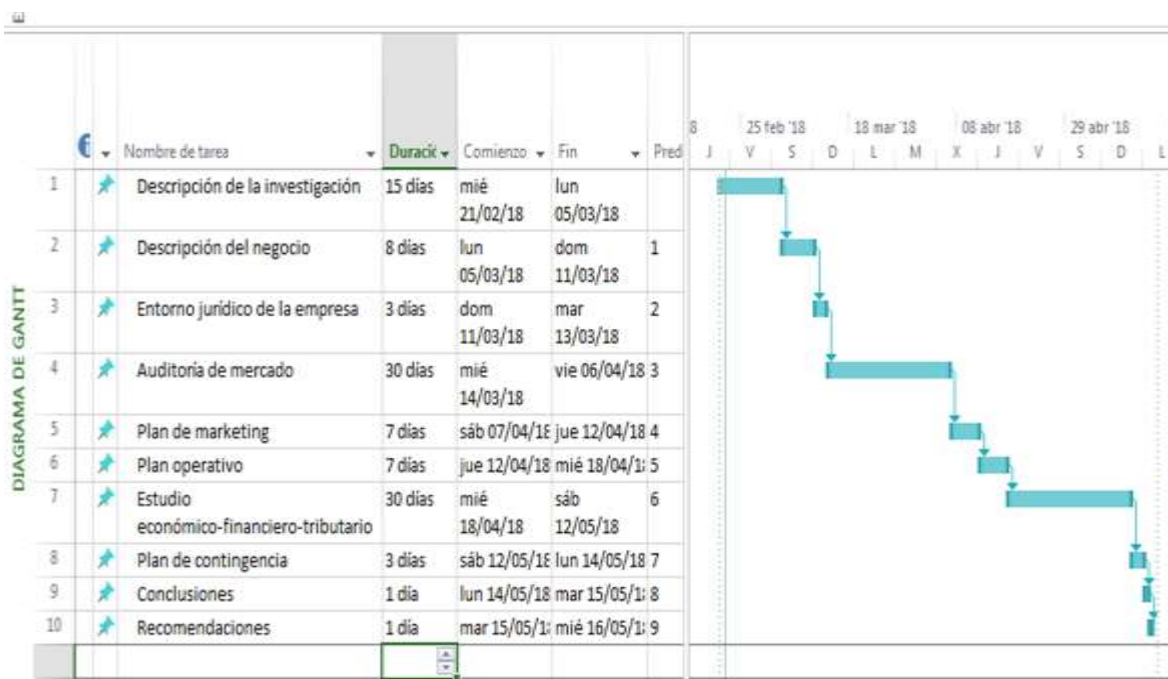 Nombre de tarea Duració Comienzo Fin Pred
8 25 feb '18 18 mar '18 08 abr '18 29 abr '18
J V S D L M X J V S D L
DIAGRAMA DE GANTT
1 Descripción de la investigación 15 días mié lun
21/02/18 05/03/18
2 Descripción del negocio 8 días lun dom 1
05/03/18 11/03/18
3 Entorno jurídico de la empresa 3 días dom mar 2
11/03/18 13/03/18
4 Auditoría de mercado 30 días mié vie 06/04/18 3
14/03/18
5 Plan de marketing 7 días sáb 07/04/18 jue 12/04/18 4
6 Plan operativo 7 días jue 12/04/18 mié 18/04/1 5
7 Estudio 30 días mié sáb 6
económico-financiero-tributario 18/04/18 12/05/18
8 Plan de contingencia 3 días sáb 12/05/18 lun 14/05/18 7
9 Conclusiones 1 día lun 14/05/18 mar 15/05/1 8
10 Recomendaciones 1 día mar 15/05/1 mié 16/05/1 9